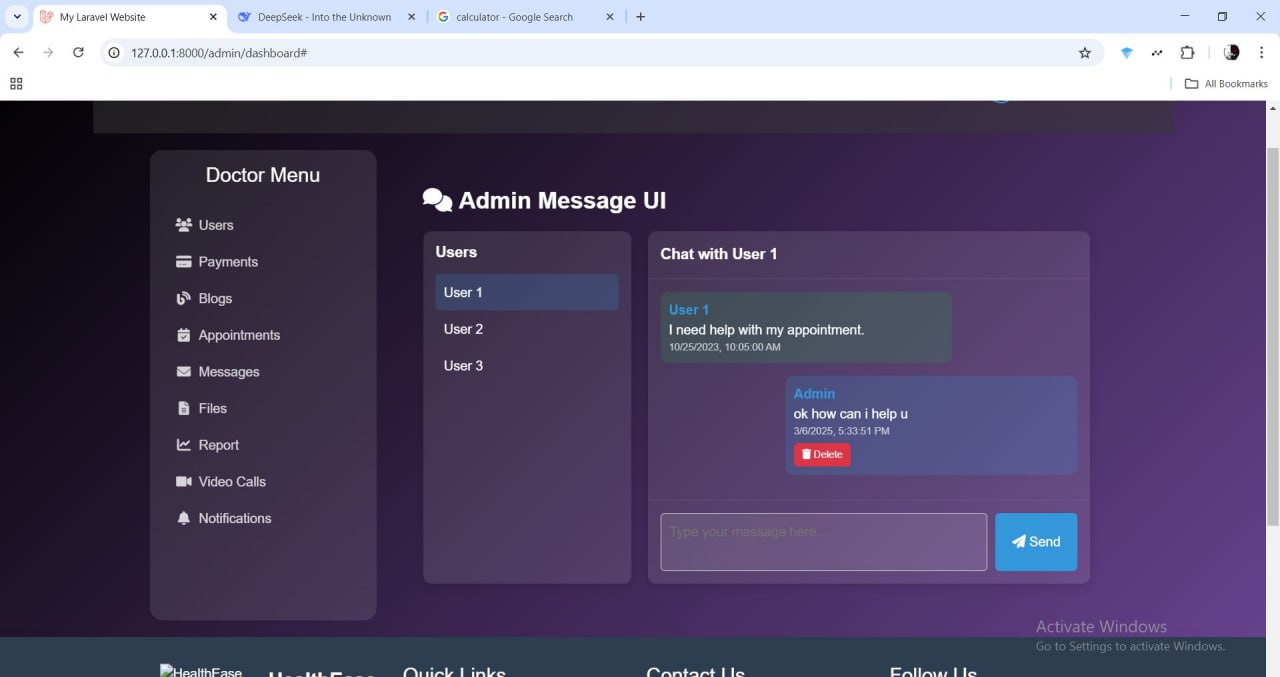 My Laravel Website
DeepSeek - Into the Unknown
calculator - Google Search
127.0.0.1:8000/admin/dashboard#
All Bookmarks
Doctor Menu
Users
Payments
Blogs
Appointments
Messages
Files
Report
Video Calls
Notifications
Admin Message UI
Users
User 1
User 2
User 3
Chat with User 1
User 1
I need help with my appointment.
10/25/2023, 10:05:00 AM
Admin
ok how can i help u
3/6/2025, 5:33:51 PM
Delete
Type your message here...
Send
Activate Windows
Go to Settings to activate Windows.
HealthEase
HealthEase
Quick Links
Contact Us
Follow Us